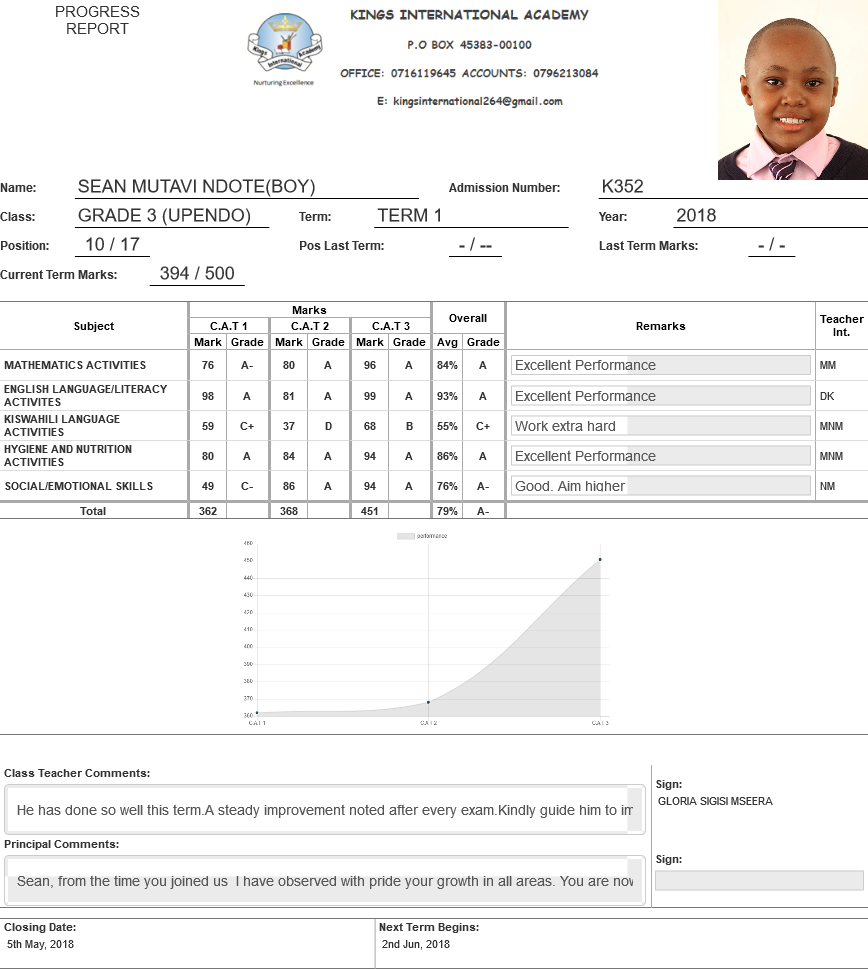 PROGRESS
REPORT
Kings
Academy
International
Nurturing Excellence
KINGS INTERNATIONAL ACADEMY
P.O BOX 45383-00100
OFFICE: 0716119645 ACCOUNTS: 0796213084
E: kingsinternational264@gmail.com
Name: SEAN MUTAVI NDOTE(BOY) Admission Number: K352
Class: GRADE 3 (UPENDO) Term: TERM 1 Year: 2018
Position: 10 / 17 Pos Last Term: - / -- Last Term Marks: - / -
Current Term Marks: 394 / 500
Subject Marks Overall Remarks Teacher Int.
C.A.T 1 C.A.T 2 C.A.T 3
Mark Grade Mark Grade Mark Grade Avg Grade
MATHEMATICS ACTIVITIES 76 A- 80 A 96 A 84% A Excellent Performance MM
ENGLISH LANGUAGE/LITERACY ACTIVITES 98 A 81 A 99 A 93% A Excellent Performance DK
KISWAHILI LANGUAGE ACTIVITIES 59 C+ 37 D 68 B 55% C+ Work extra hard MNM
HYGIENE AND NUTRITION ACTIVITIES 80 A 84 A 94 A 86% A Excellent Performance MNM
SOCIAL/EMOTIONAL SKILLS 49 C- 86 A 94 A 76% A- Good. Aim higher NM
Total 362 368 451 79% A-
performance
460
450
440
430
420
410
400
390
380
370
360
C.A.T 1 C.A.T 2 C.A.T 3
Class Teacher Comments:
He has done so well this term.A steady improvement noted after every exam.Kindly guide him to im
Sign:
GLORIA SIGISI MSEERA
Principal Comments:
Sean, from the time you joined us I have observed with pride your growth in all areas. You are now
Sign:
Closing Date: Next Term Begins:
5th May, 2018 2nd Jun, 2018